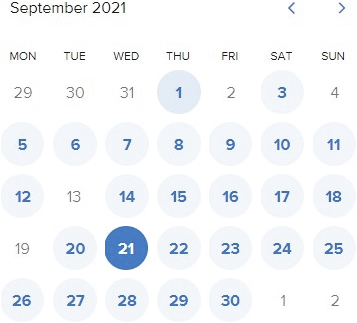 September 2021
MON TUE WED THU FRI SAT SUN
29 30 31 1 2 3 4
5 6 7 8 9 10 11
12 13 14 15 16 17 18
19 20 21 22 23 24 25
26 27 28 29 30 1 2